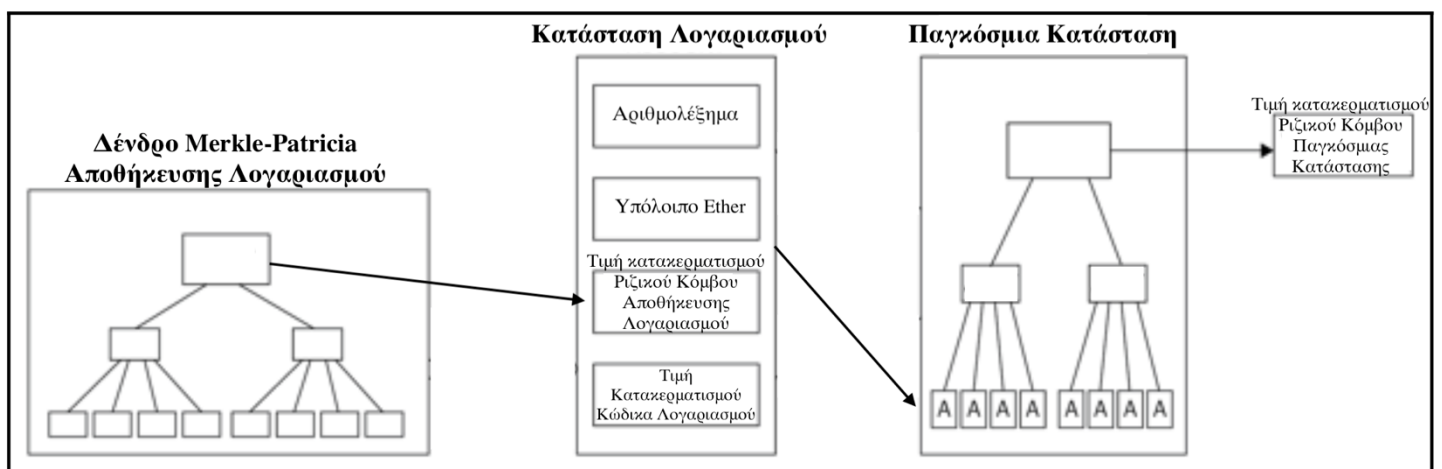 Δένδρο Merkle-Patricia
Αποθήκευσης Λογαριασμού
Κατάσταση Λογαριασμού
Αριθμολέξημα
Υπόλοιπο Ether
Τιμή κατακερματισμού
Ριζικού Κόμβου
Αποθήκευσης
Λογαριασμού
Τιμή
Κατακερματισμού
Κώδικα Λογαριασμού
Παγκόσμια Κατάσταση
A A A A A A A A
Τιμή κατακερματισμού
Ριζικού Κόμβου
Παγκόσμιας
Κατάστασης